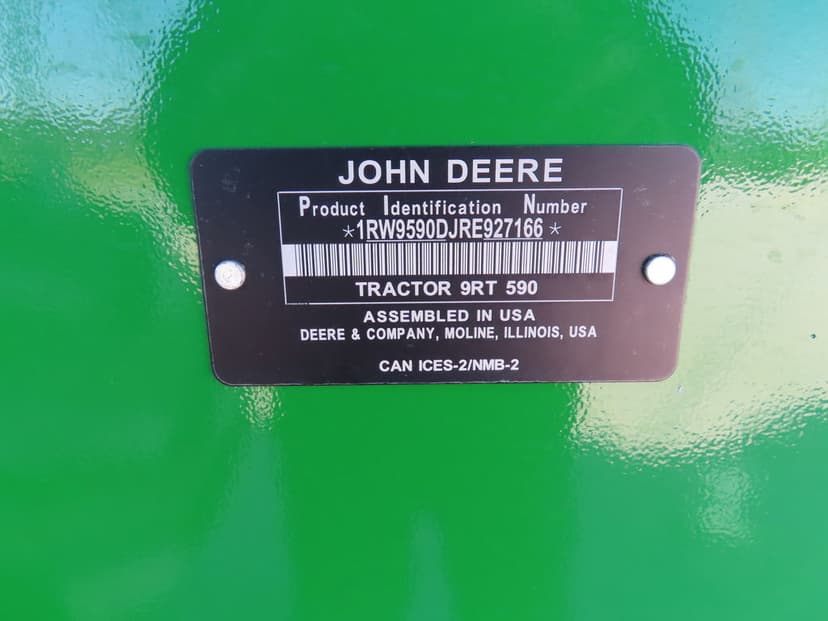 JOHN DEERE
Product Identification Number
*1RW9590DJRE927166*
TRACTOR 9RT 590
ASSEMBLED IN USA
DEERE & COMPANY, MOLINE, ILLINOIS, USA
CAN ICES-2/NMB-2